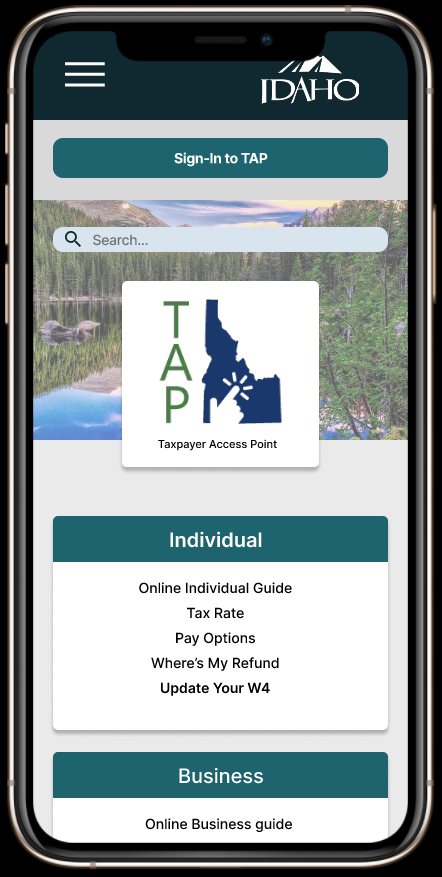 IDAHO
Sign-In to TAP
Search...
TAP
Taxpayer Access Point
Individual
Online Individual Guide
Tax Rate
Pay Options
Where's My Refund
Update Your W4
Business
Online Business guide